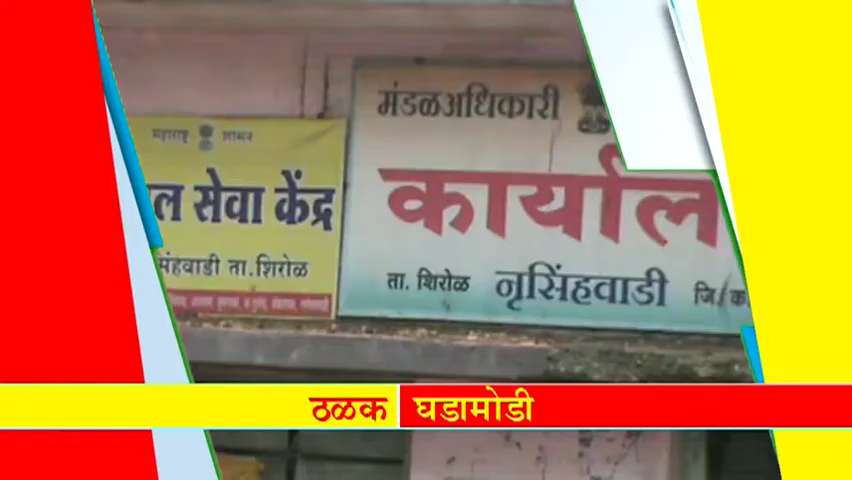 महाराष्ट्र शासन
ल सेवा केंद्र
संहवाडी ता.शिरोळ
मंडळअधिकारी
कार्याल
ता. शिरोळ नृसिंहवाडी जि. क.
ठळक घडामोडी